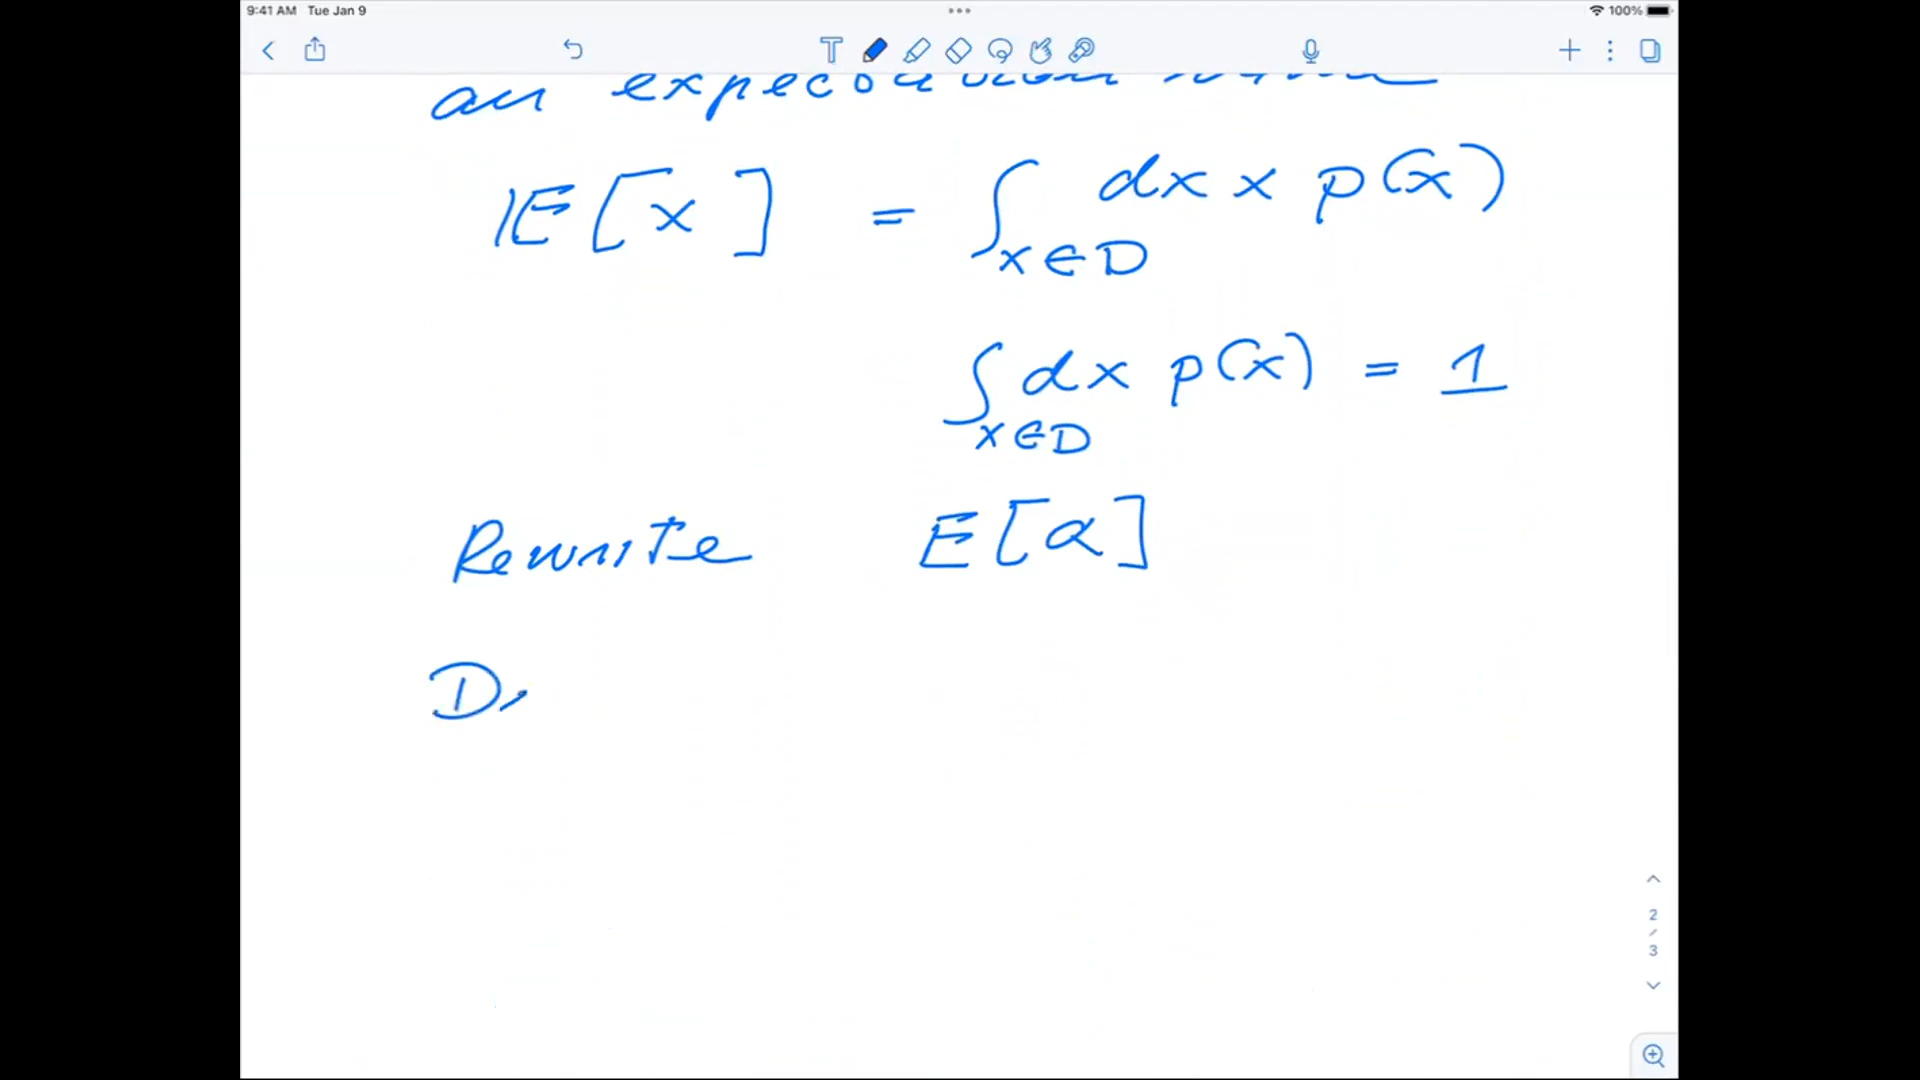 9:41 AM Tue Jan 9
100%
an expectation
𝔼[x] = ∫_{x∈D} dx x p(x)
∫_{x∈D} dx p(x) = 1
Rewrite E[α]
D
2
/
3